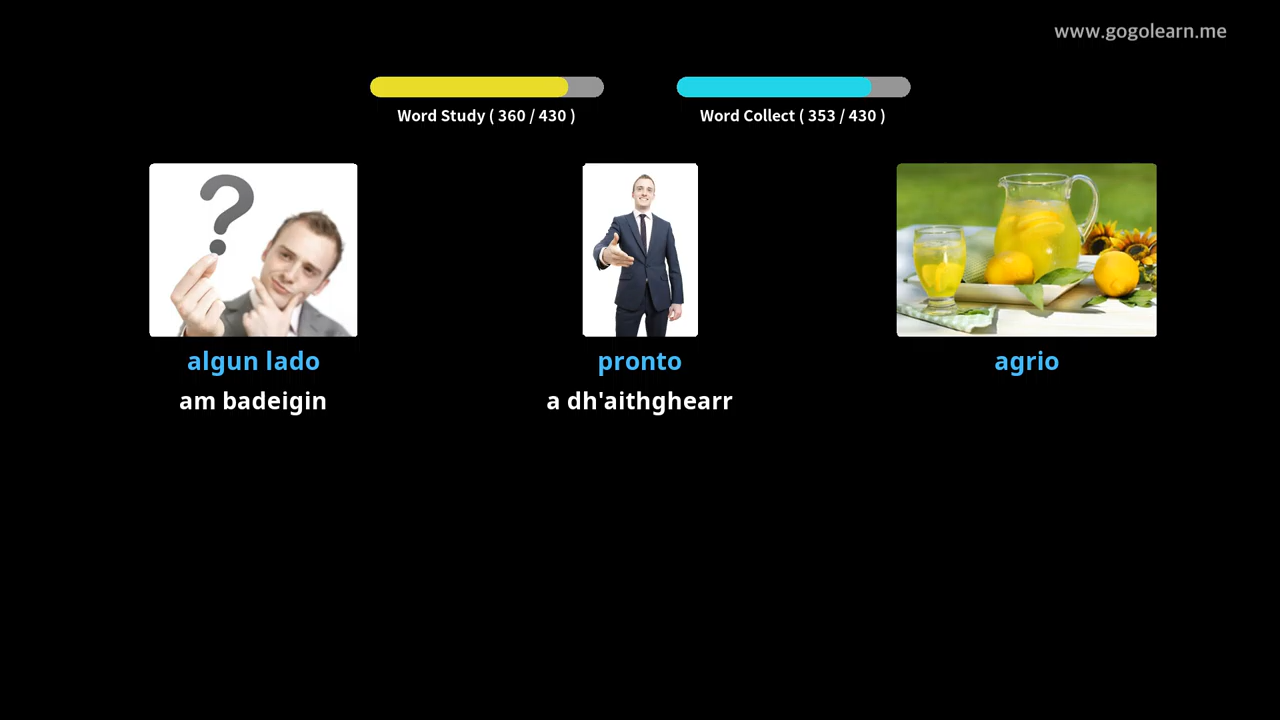 www.gogolearn.me
Word Study ( 360 / 430 )
Word Collect ( 353 / 430 )
algun lado
pronto
agrio
am badeigin
a dh'aithghearr